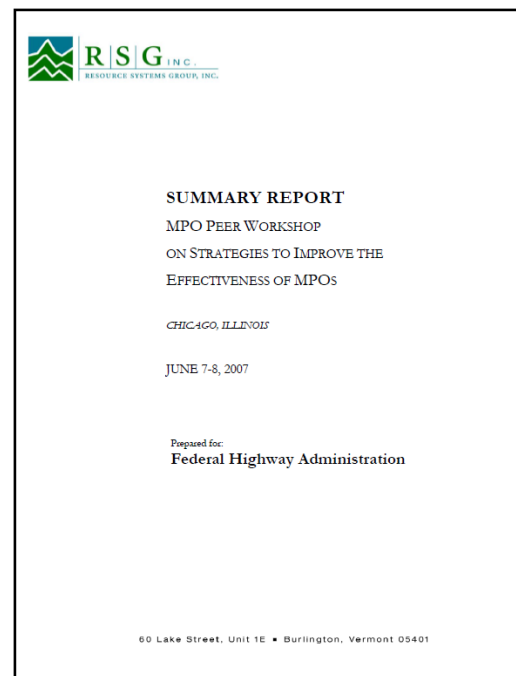 R|S|G INC.
RESOURCE SYSTEMS GROUP, INC.
SUMMARY REPORT
MPO PEER WORKSHOP
ON STRATEGIES TO IMPROVE THE
EFFECTIVENESS OF MPOS
CHICAGO, ILLINOIS
JUNE 7-8, 2007
Prepared for:
Federal Highway Administration
60 Lake Street, Unit 1E ▪ Burlington, Vermont 05401